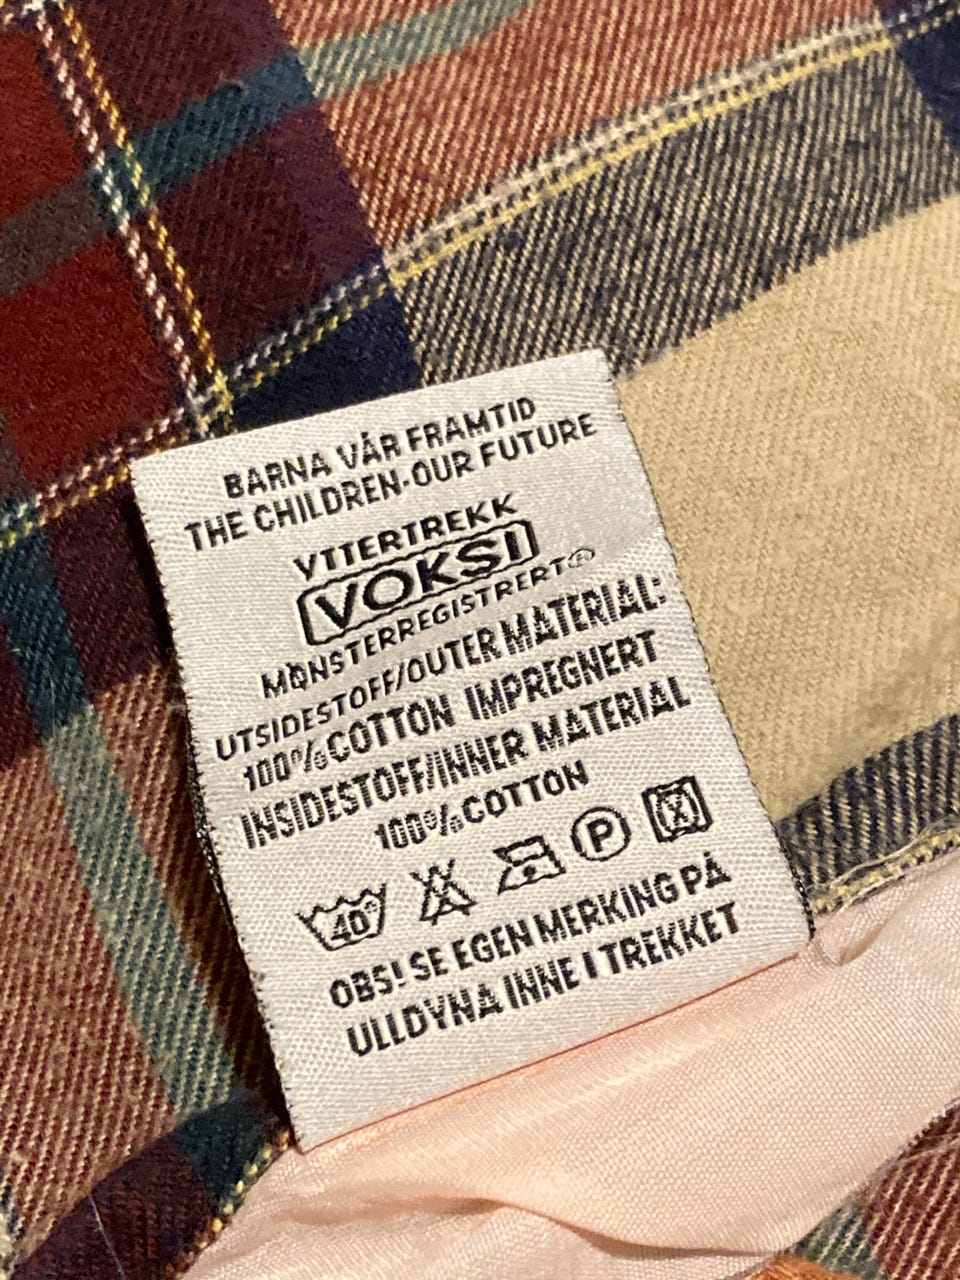 BARNA VÅR FRAMTID
THE CHILDREN-OUR FUTURE
YTTERTREKK
VOKSI
MØNSTERREGISTRERT®
UTSIDESTOFF/OUTER MATERIAL:
100% COTTON IMPREGNERT
INSIDESTOFF/INNER MATERIAL
100% COTTON
40° P
OBS! SE EGEN MERKING PÅ
ULLDYNA INNE I TREKKET